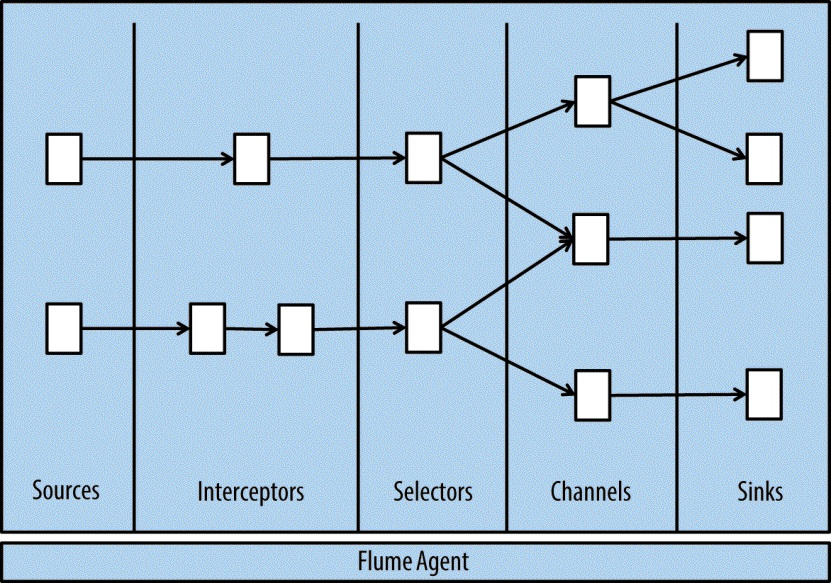 Sources
Interceptors
Selectors
Channels
Sinks
Flume Agent